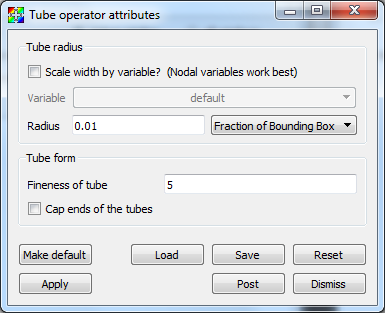 Tube operator attributes
Tube radius
Scale width by variable? (Nodal variables work best)
Variable default
Radius 0.01 Fraction of Bounding Box
Tube form
Fineness of tube 5
Cap ends of the tubes
Make default Load Save Reset
Apply Post Dismiss